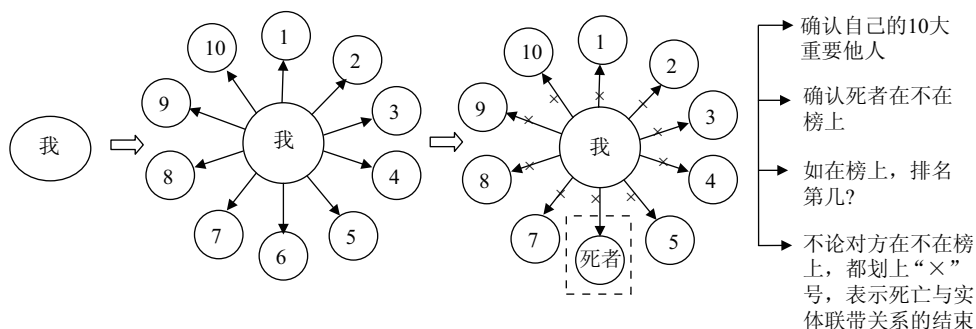 我
我
1
2
3
4
5
6
7
8
9
10
我
1
2
3
4
5
死者
7
8
9
10
确认自己的10大
重要他人
确认死者在不在
榜上
如在榜上，排名
第几?
不论对方在不在榜
上，都划上“×”
号，表示死亡与实
体联带关系的结束